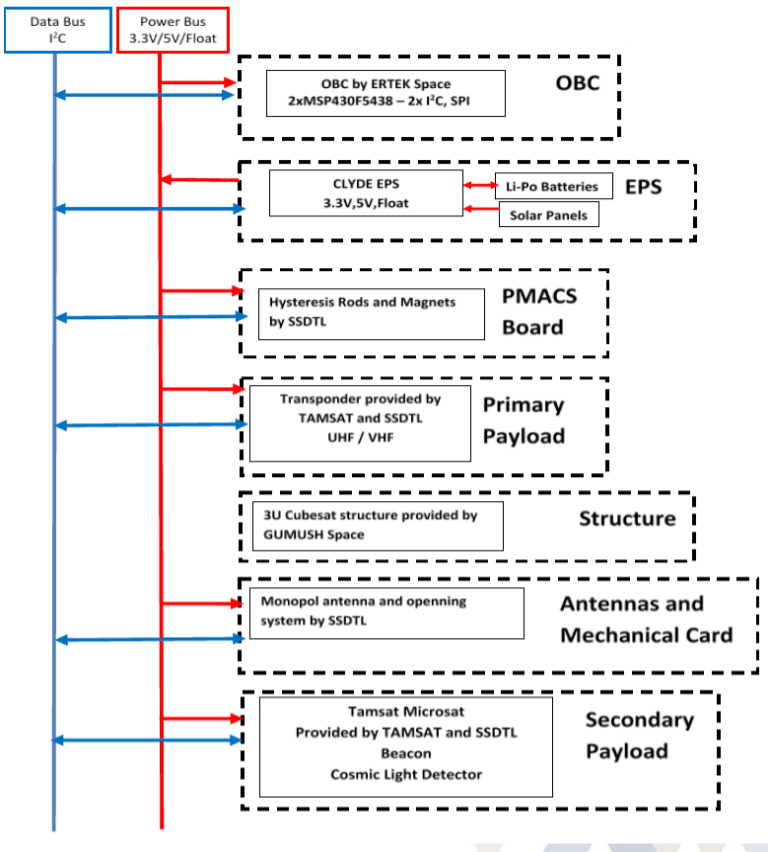 Data Bus
I²C
Power Bus
3.3V/5V/Float
OBC by ERTEK Space
2xMSP430F5438 – 2x I²C, SPI
OBC
CLYDE EPS
3.3V,5V,Float
Li-Po Batteries
Solar Panels
EPS
Hysteresis Rods and Magnets
by SSDTL
PMACS
Board
Transponder provided by
TAMSAT and SSDTL
UHF / VHF
Primary
Payload
3U Cubesat structure provided by
GUMUSH Space
Structure
Monopol antenna and openning
system by SSDTL
Antennas and
Mechanical Card
Tamsat Microsat
Provided by TAMSAT and SSDTL
Beacon
Cosmic Light Detector
Secondary
Payload